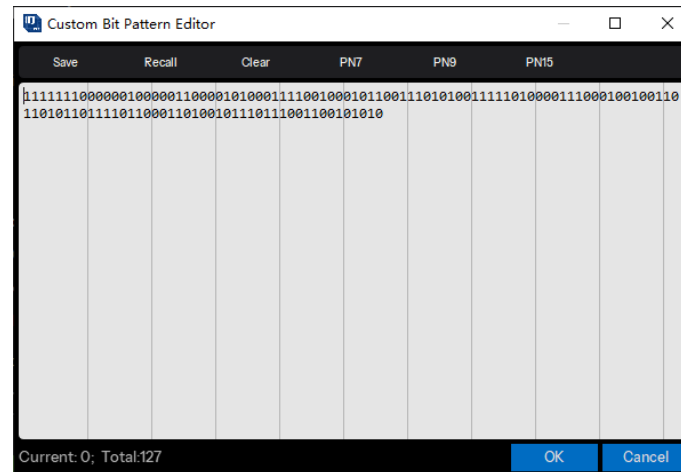 Custom Bit Pattern Editor
Save Recall Clear PN7 PN9 PN15
1111111000000100000110000101000111100100010110011101010011111010000111000100100110
110101101111011000110100101110111001100101010
Current: 0; Total:127
OK Cancel